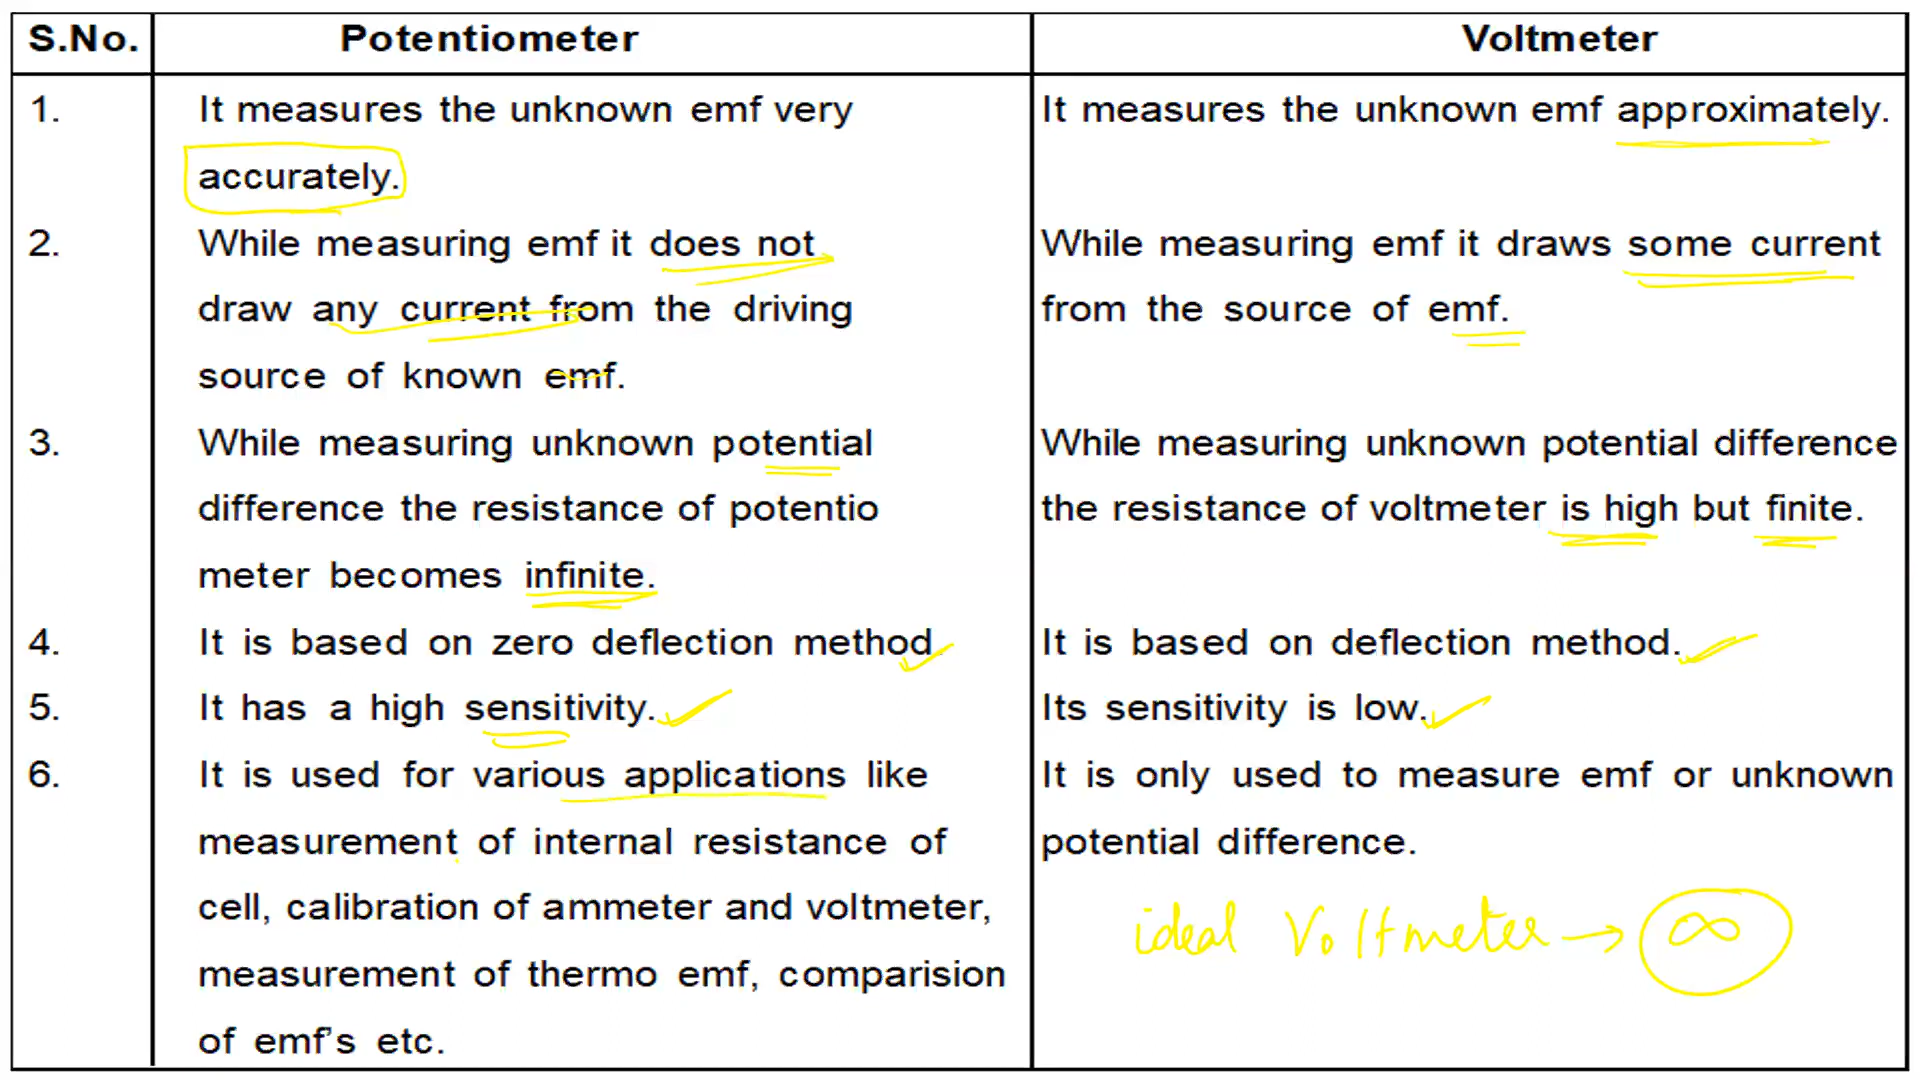 S.No. Potentiometer Voltmeter
1. It measures the unknown emf very It measures the unknown emf approximately.
accurately.
2. While measuring emf it does not While measuring emf it draws some current
draw any current from the driving from the source of emf.
source of known emf.
3. While measuring unknown potential While measuring unknown potential difference
difference the resistance of potentio the resistance of voltmeter is high but finite.
meter becomes infinite.
4. It is based on zero deflection method. It is based on deflection method.
5. It has a high sensitivity. Its sensitivity is low.
6. It is used for various applications like It is only used to measure emf or unknown
measurement of internal resistance of potential difference.
cell, calibration of ammeter and voltmeter, ideal Voltmeter → ∞
measurement of thermo emf, comparision
of emf's etc.